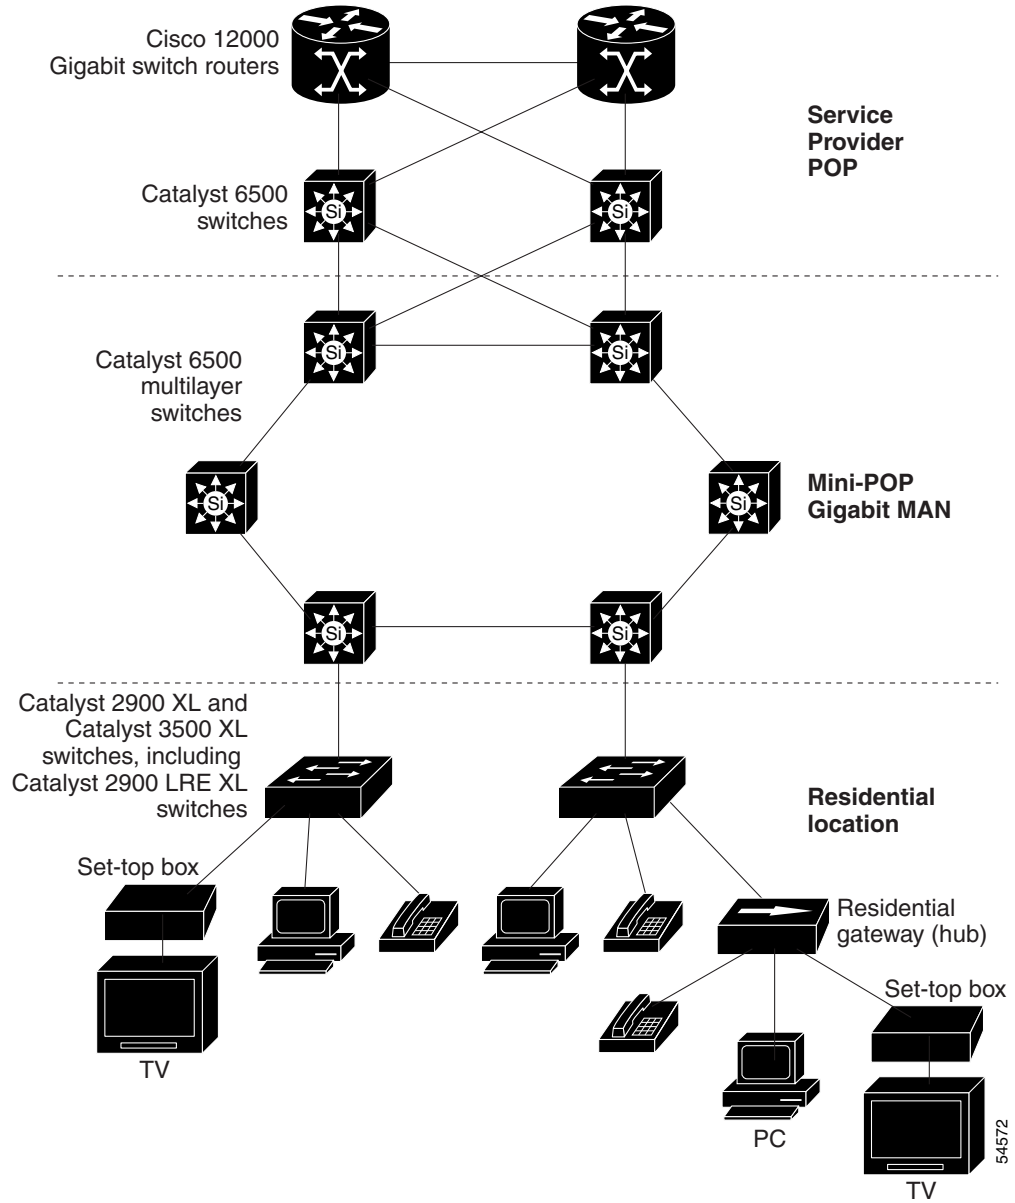 Cisco 12000
Gigabit switch routers
Service
Provider
POP
Catalyst 6500
switches
Si
Si
Catalyst 6500
multilayer
switches
Si
Si
Si
Si
Mini-POP
Gigabit MAN
Si
Si
Catalyst 2900 XL and
Catalyst 3500 XL
switches, including
Catalyst 2900 LRE XL
switches
Residential
location
Set-top box
Residential
gateway (hub)
Set-top box
TV
PC
TV
54572